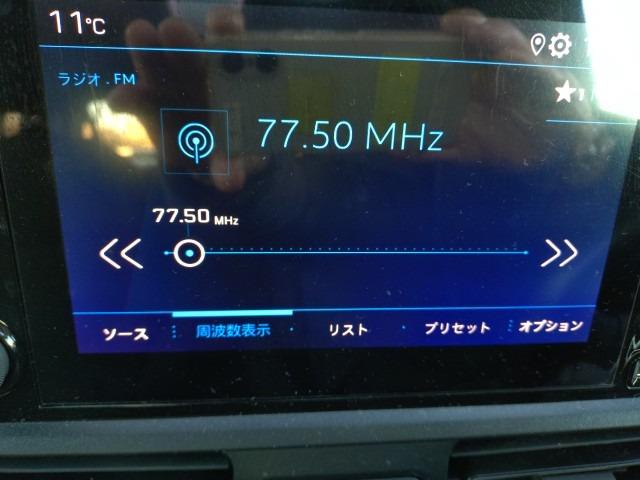 11°C
ラジオ . FM
77.50 MHz
77.50 MHz
ソース
周波数表示
リスト
プリセット
オプション